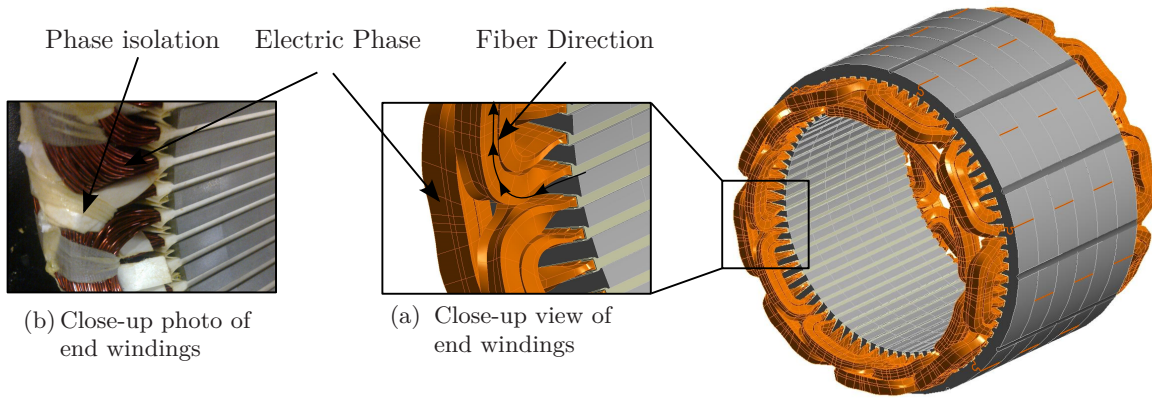 Phase isolation
Electric Phase
Fiber Direction
(b) Close-up photo of
end windings
(a) Close-up view of
end windings